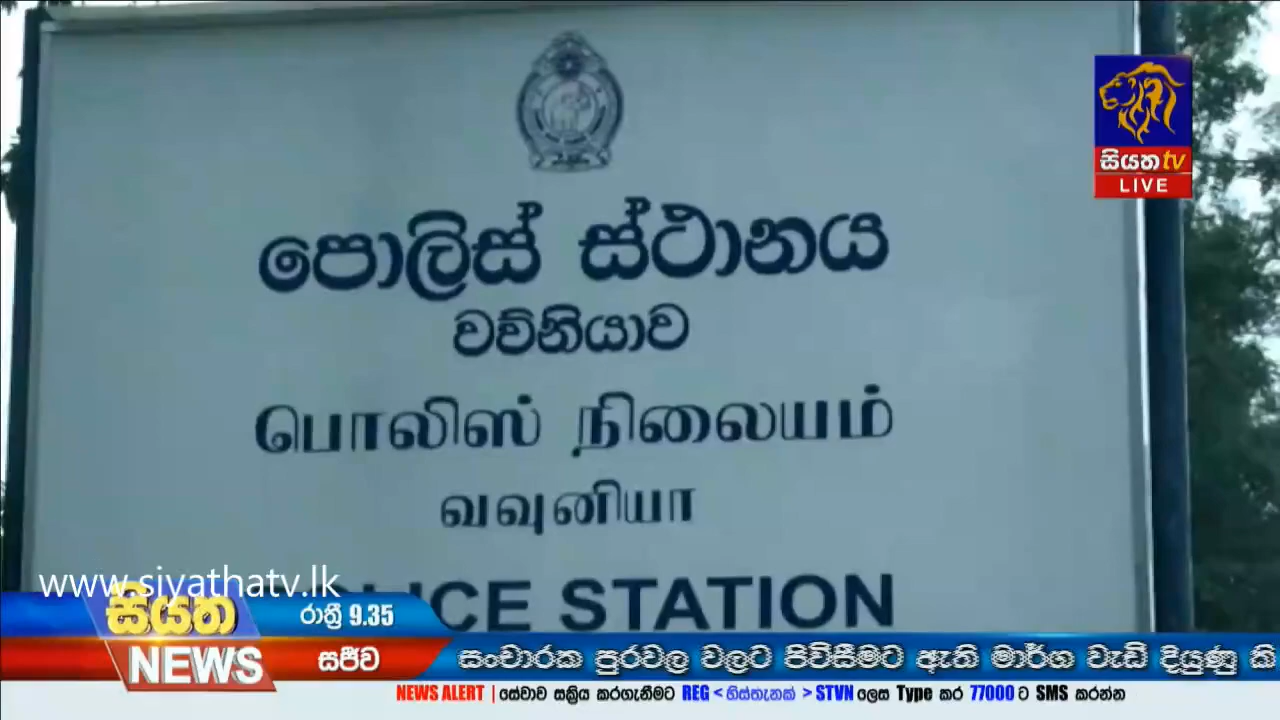 සියත tv
LIVE
පොලිස් ස්ථානය
වව්නියාව
பொலிஸ் நிலையம்
வவுனியா
www.siyathatv.lk
POLICE STATION
සියත
NEWS
රාත්‍රී 9.35
සජීව
සංචාරක පුරවල වලට පිවිසීමට ඇති මාර්ග වැඩි දියුණු කි
NEWS ALERT | සේවාව සක්‍රිය කරගැනීමට REG < හිස්තැනක් > STVN ලෙස Type කර 77000 ට SMS කරන්න